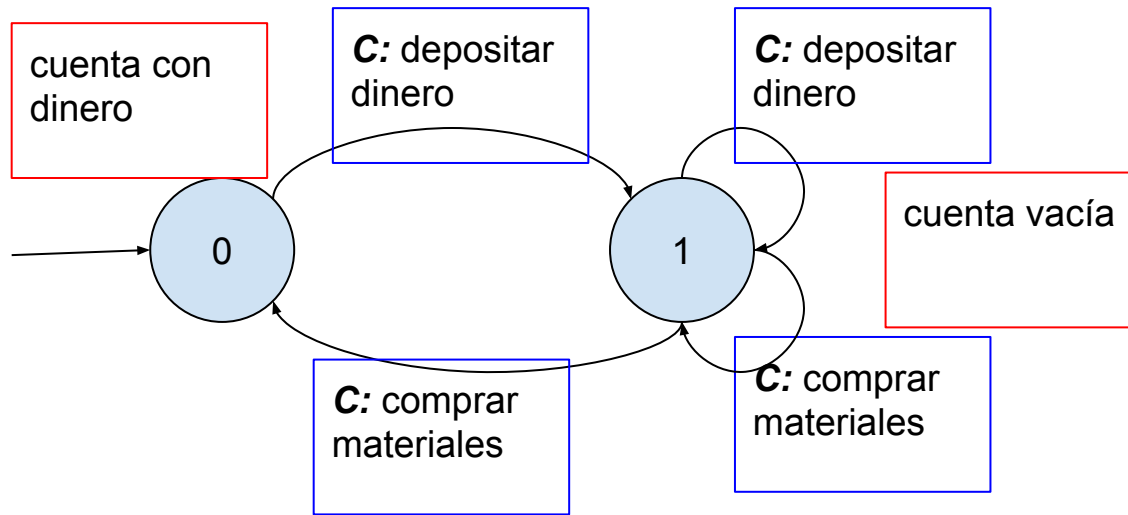 cuenta con
dinero
C: depositar
dinero
C: depositar
dinero
0
1
cuenta vacía
C: comprar
materiales
C: comprar
materiales